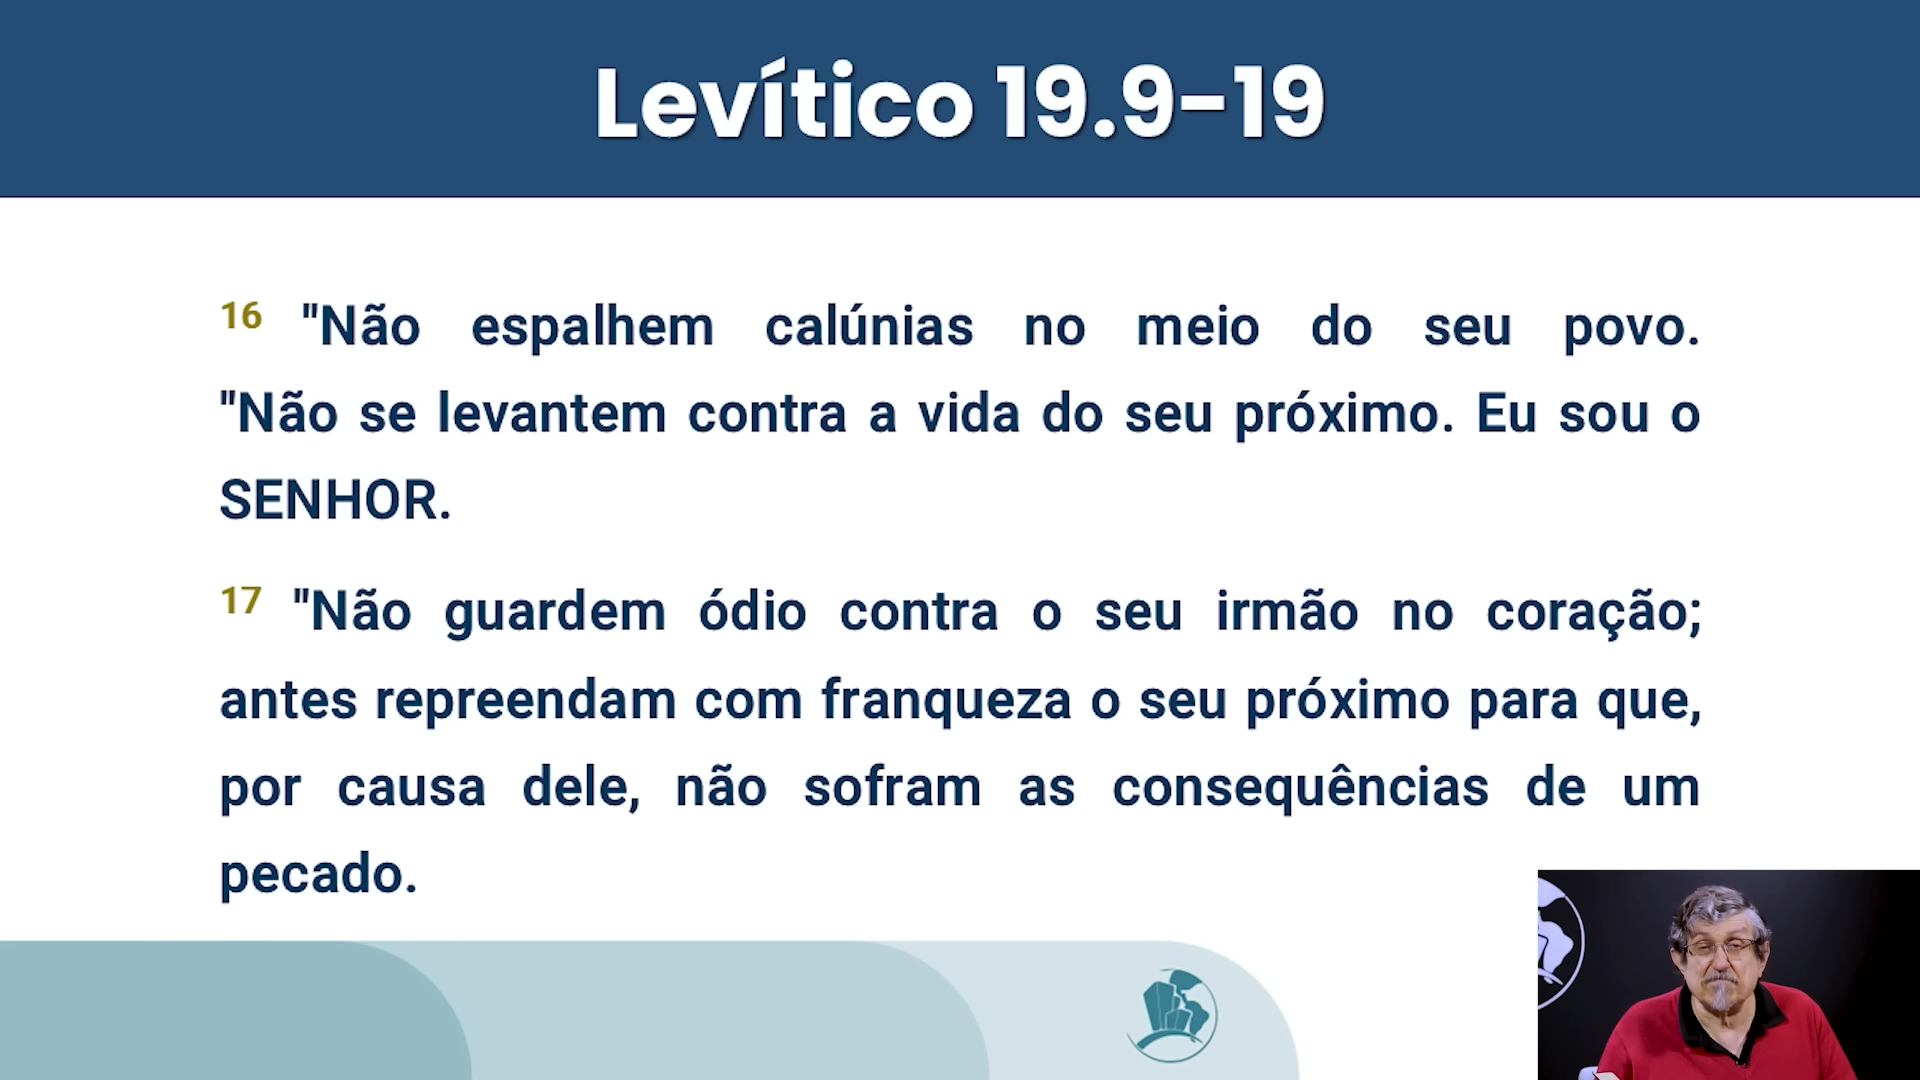 Levítico 19.9-19
16 "Não espalhem calúnias no meio do seu povo.
"Não se levantem contra a vida do seu próximo. Eu sou o
SENHOR.
17 "Não guardem ódio contra o seu irmão no coração;
antes repreendam com franqueza o seu próximo para que,
por causa dele, não sofram as consequências de um
pecado.